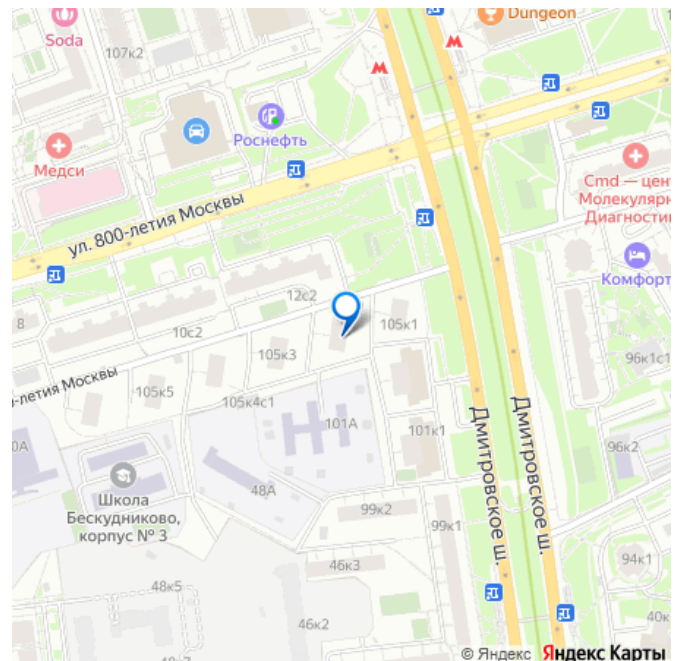 Soda
107к2
Dungeon
Роснефть
Медси
Cmd — цен
Молекулярн
Диагности
ул. 800-летия Москвы
Комфорт
8
12с2
10с2
105к1
105к3
96к1с1
-летия Москвы
105к5
105к4с1
101А
101к1
Дмитровское ш.
Дмитровское ш.
96к2
0А
48А
Школа
Бескудниково,
корпус № 3
99к2
99к1
46к3
94к1
48к5
46к2
40к
© Яндекс Яндекс Карты